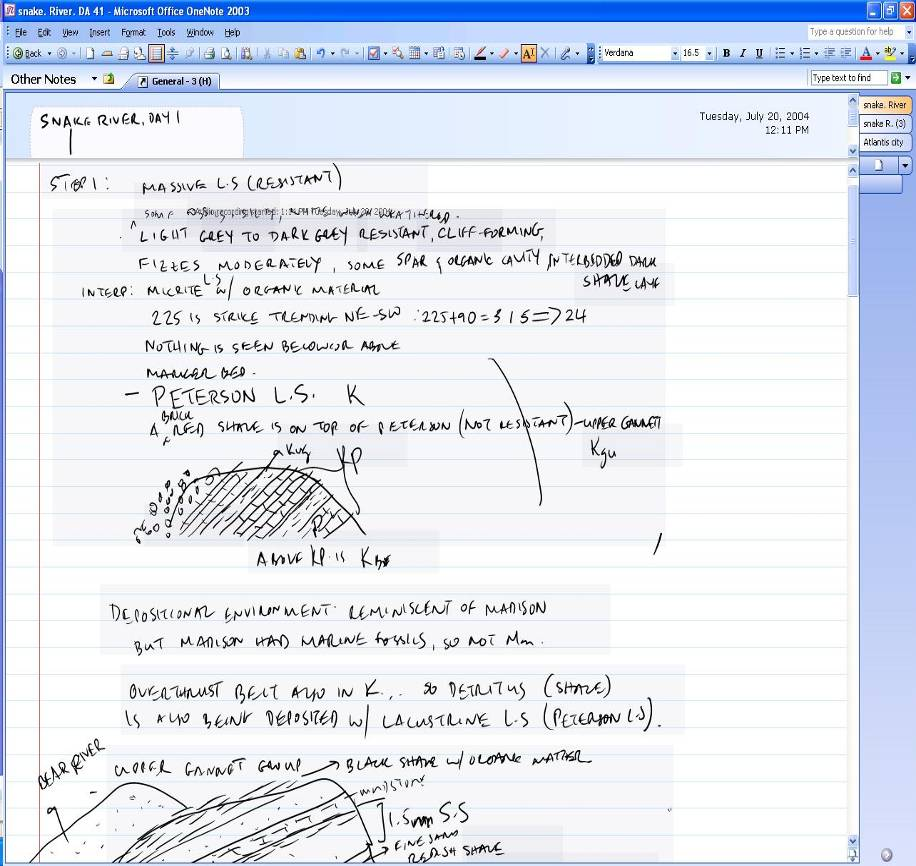 snake. River. DA 41 - Microsoft Office OneNote 2003
File Edit View Insert Format Tools Window Help
Type a question for help
Back
Verdana 16.5 B I U
Other Notes General - 3 (H)
Type text to find
SNAKE RIVER, DAY 1
Tuesday, July 20, 2004
12:11 PM
snake. River
snake R. (3)
Atlantis city
STOP 1: MASSIVE L.S (RESISTANT)
SOME
LIGHT GREY TO DARK GREY RESISTANT, CLIFF-FORMING,
FIZZES MODERATELY, SOME SPAR & ORGANIC CAVITY INTERBEDDED DARK
SHALE
INTERP: MICRITE L.S W/ ORGANIC MATERIAL
225 IS STRIKE TRENDING NE-SW : 225+90=315=>24
NOTHING IS SEEN BELOW OR ABOVE
MARKER BED.
- PETERSON L.S. K
A BRICK RED SHALE IS ON TOP OF PETERSON (NOT RESISTANT) - UPPER GANNETT
Kgu
Kug KP
P
ABOVE KP IS
DEPOSITIONAL ENVIRONMENT: REMINISCENT OF MADISON
BUT MADISON HAD MARINE FOSSILS, SO NOT Mm.
OVERTHRUST BELT ALSO IN K... SO DETRITUS (SHALE)
IS ALSO BEING DEPOSITED W/ LACUSTRINE L.S (PETERSON L.S).
BEAR RIVER
UPPER GANNET GROUP → BLACK SHALE W/ ORGANIC MATTER
1.5mm S.S
FINE SAND
REDISH SHALE